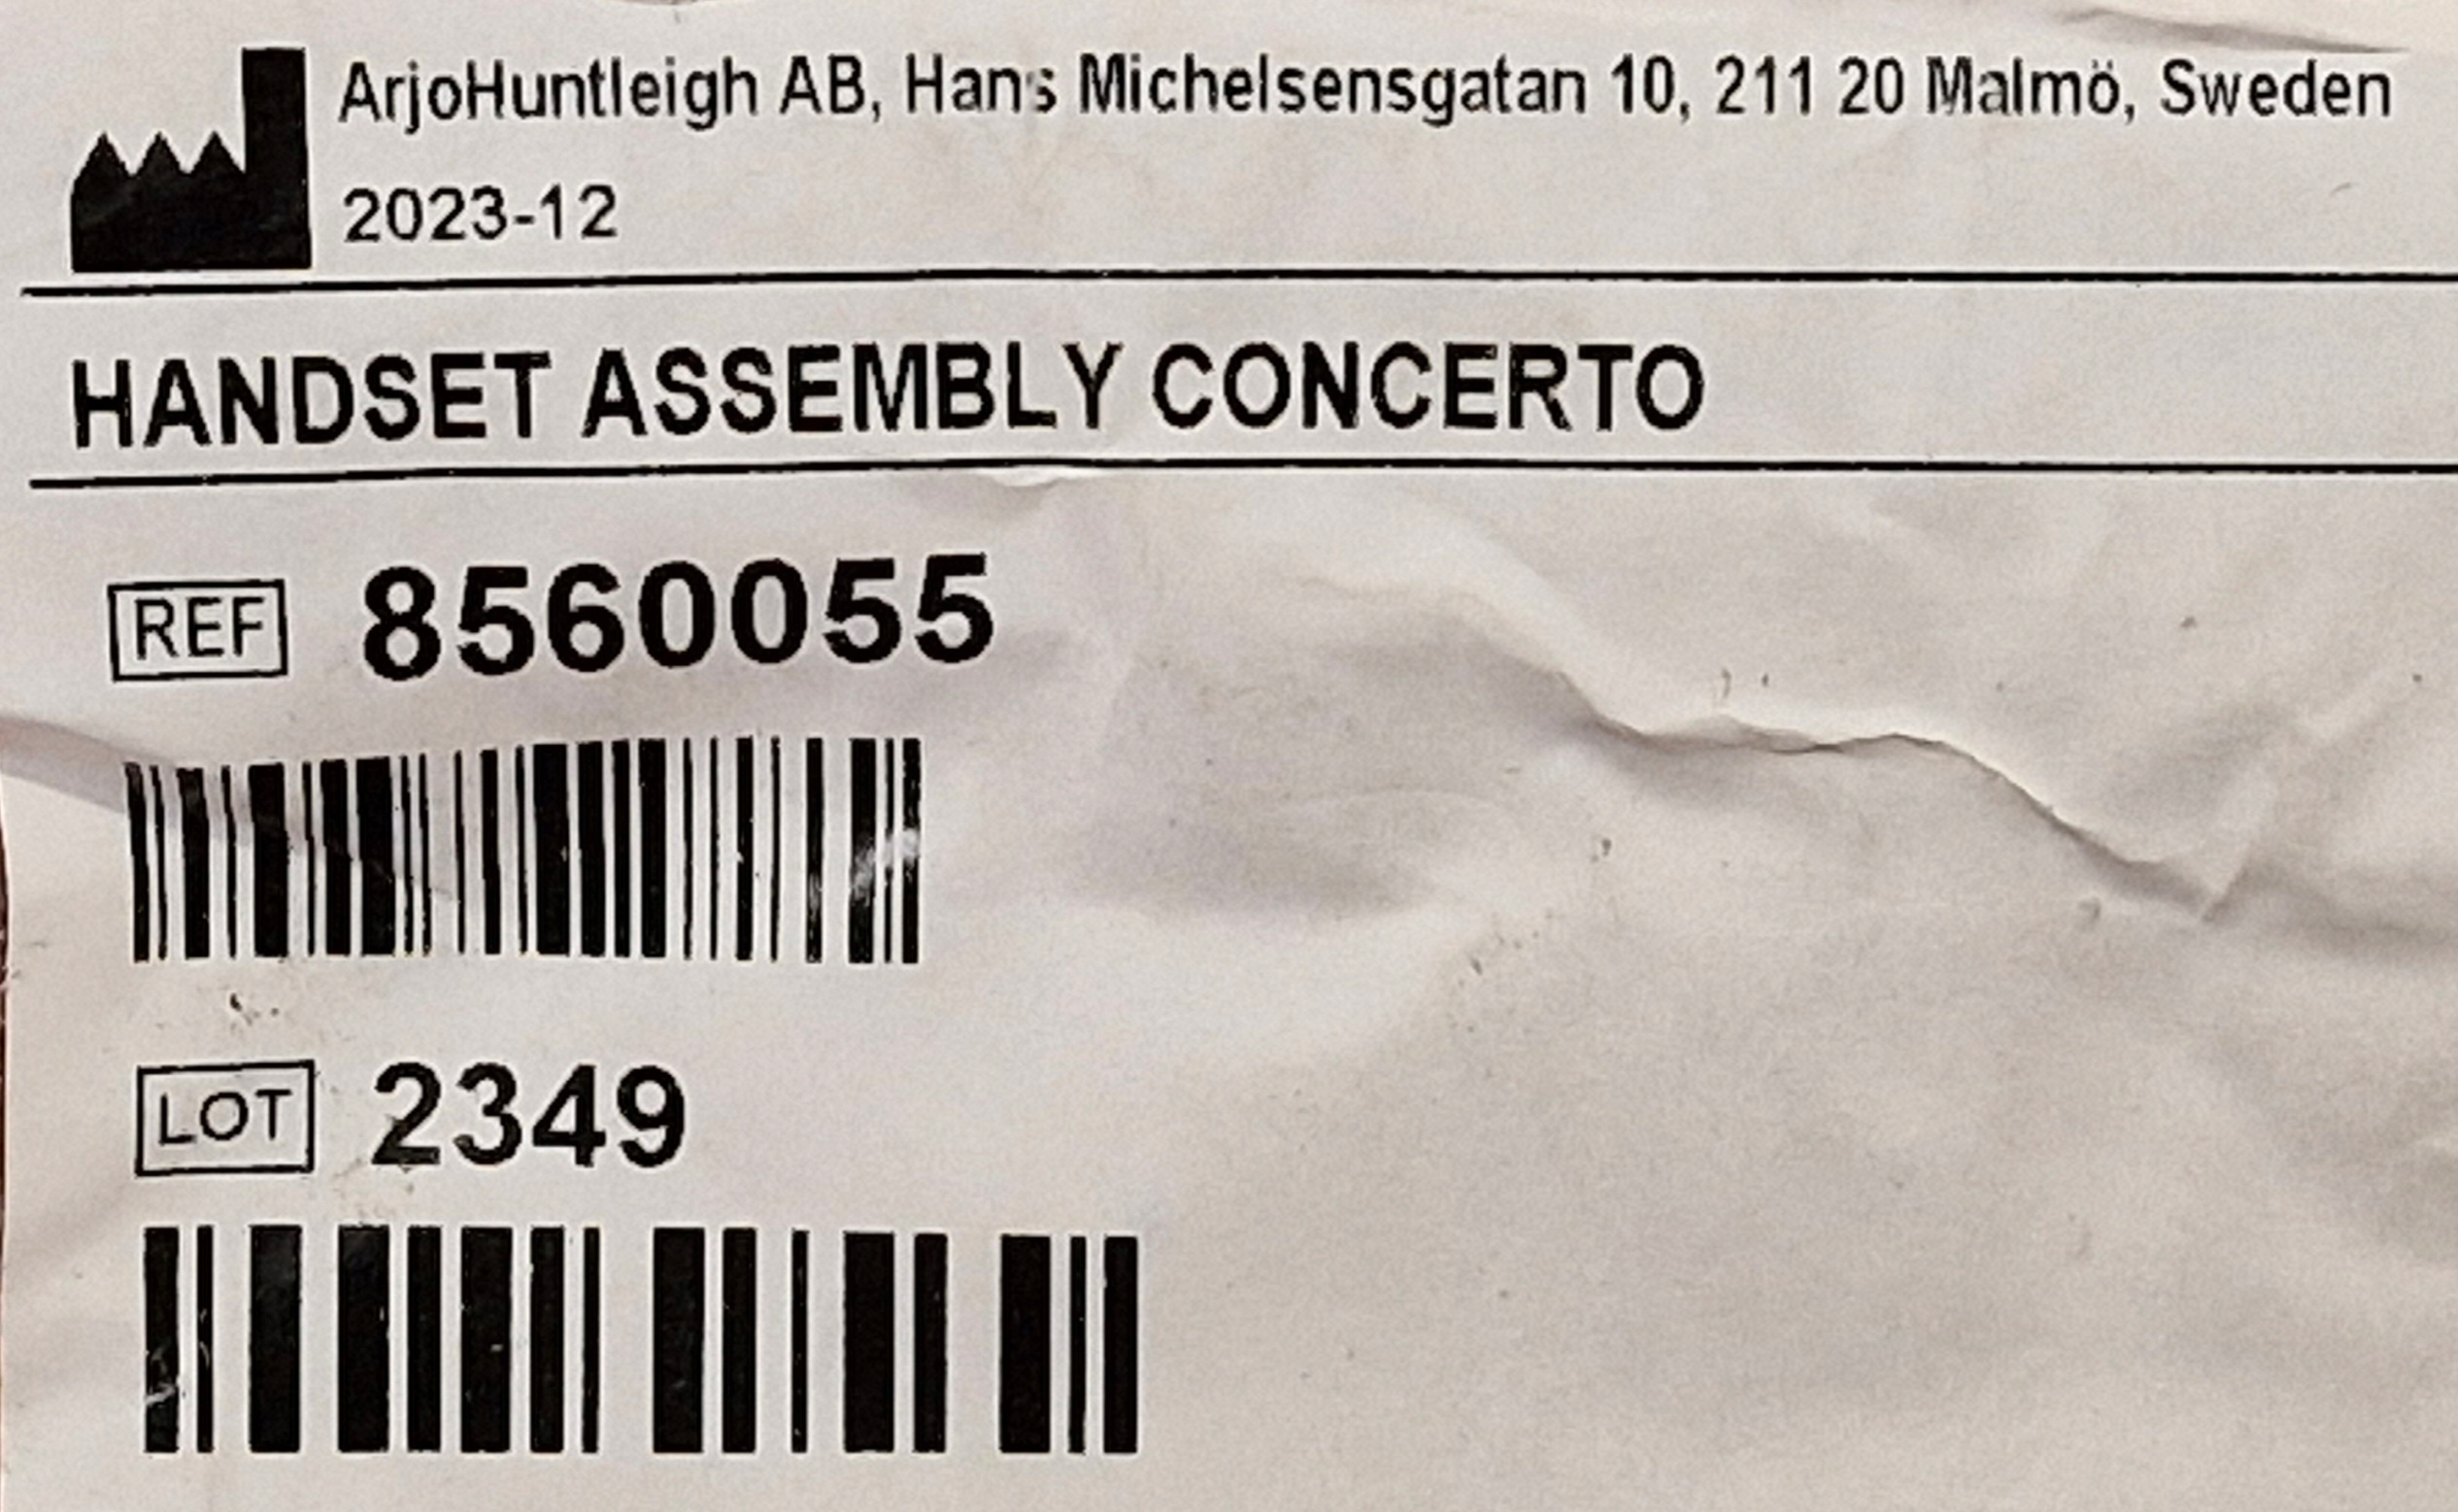 ArjoHuntleigh AB, Hans Michelsensgatan 10, 211 20 Malmö, Sweden
2023-12
HANDSET ASSEMBLY CONCERTO
REF 8560055
LOT 2349